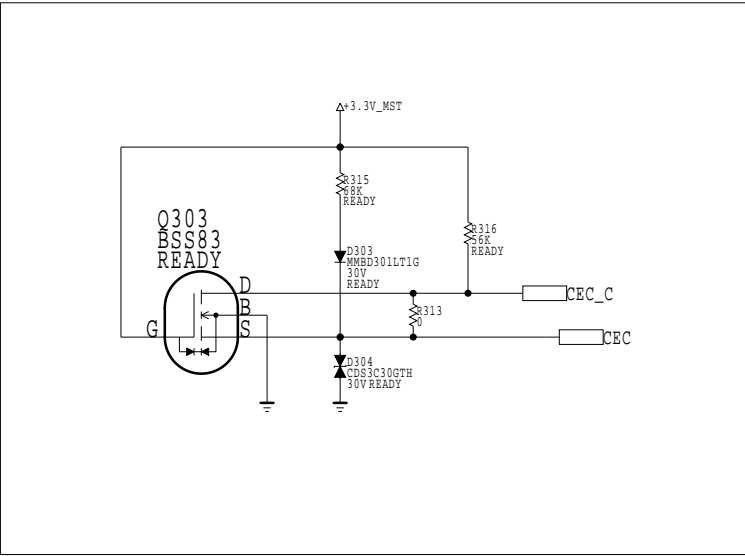 +3.3V_MST
R315
68K
READY
Q303
BSS83
READY
R316
56K
READY
D303
MMBD301LT1G
30V
READY
D
CEC_C
B
R313
0
G
S
CEC
D304
CDS3C30GTH
30V READY